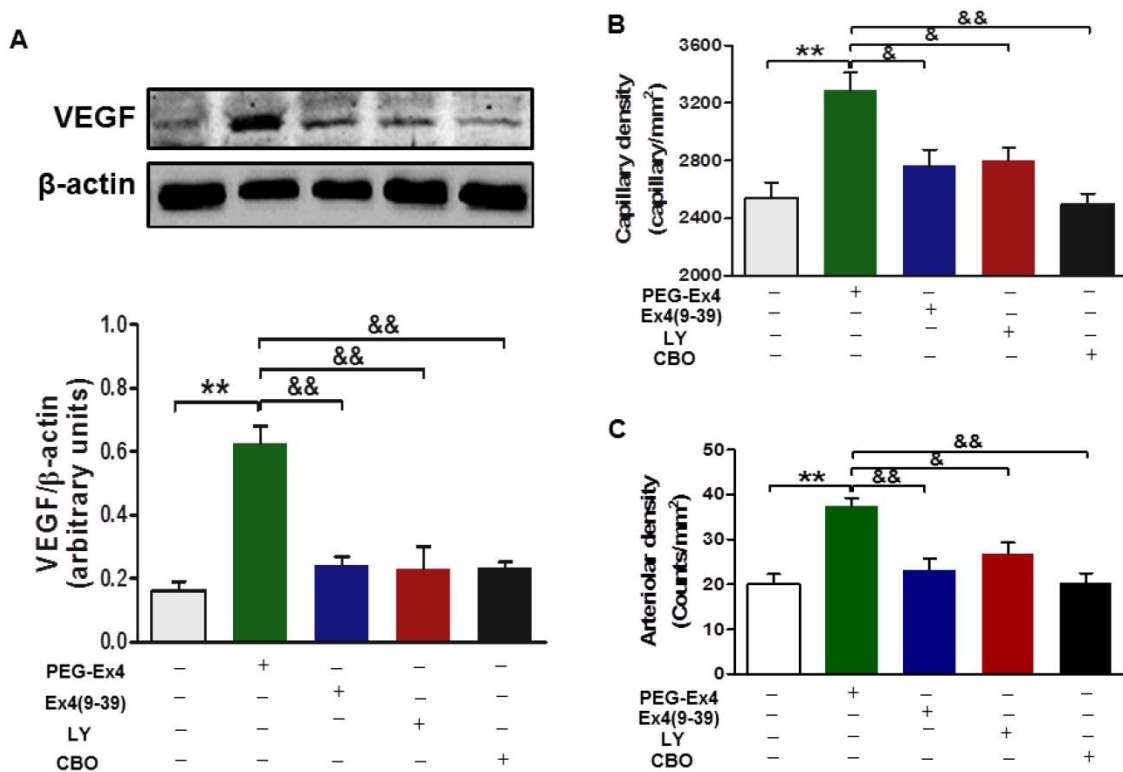 A
VEGF
β-actin
VEGF/β-actin
(arbitrary units)
1.0
0.8
0.6
0.4
0.2
0.0
**
&&
&&
&&
PEG-Ex4 – + – – –
Ex4(9-39) – – + – –
LY – – – + –
CBO – – – – +
B
Capillary density
(capillary/mm²)
3600
3200
2800
2400
2000
**
&
&
&&
PEG-Ex4 – + – – –
Ex4(9-39) – – + – –
LY – – – + –
CBO – – – – +
C
Arteriolar density
(Counts/mm²)
50
40
30
20
10
0
**
&&
&
&&
PEG-Ex4 – + – – –
Ex4(9-39) – – + – –
LY – – – + –
CBO – – – – +